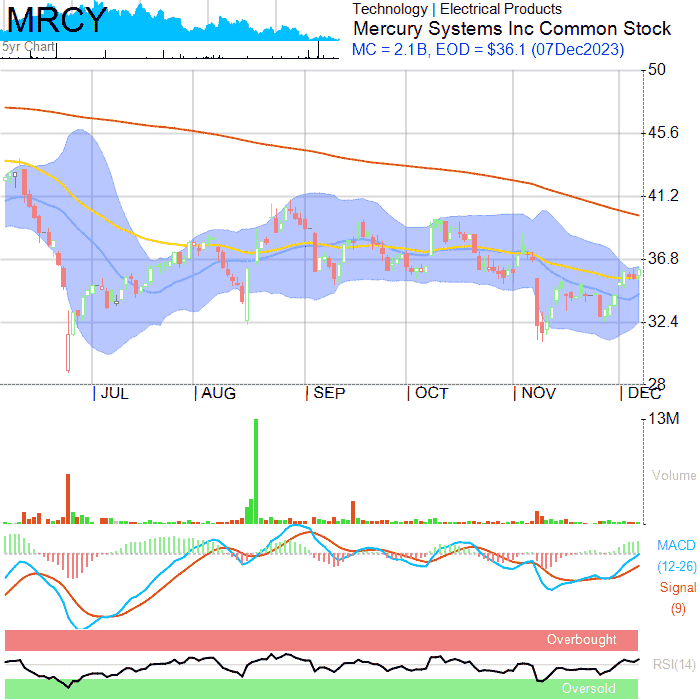 MRCY
5yr Chart
Technology | Electrical Products
Mercury Systems Inc Common Stock
MC = 2.1B, EOD = $36.1 (07Dec2023)
50
45.6
41.2
36.8
32.4
28
JUL
AUG
SEP
OCT
NOV
DEC
13M
Volume
MACD
(12-26)
Signal
(9)
Overbought
RSI(14)
Oversold